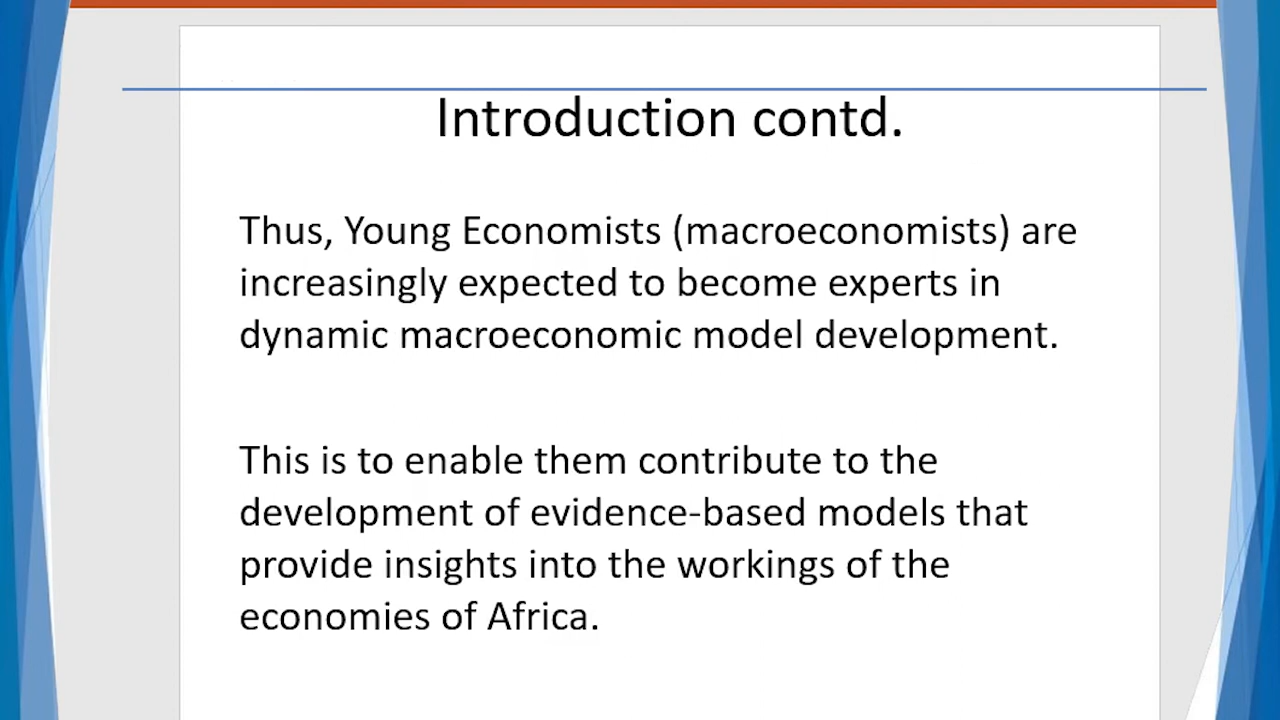 Introduction contd.
Thus, Young Economists (macroeconomists) are
increasingly expected to become experts in
dynamic macroeconomic model development.
This is to enable them contribute to the
development of evidence-based models that
provide insights into the workings of the
economies of Africa.